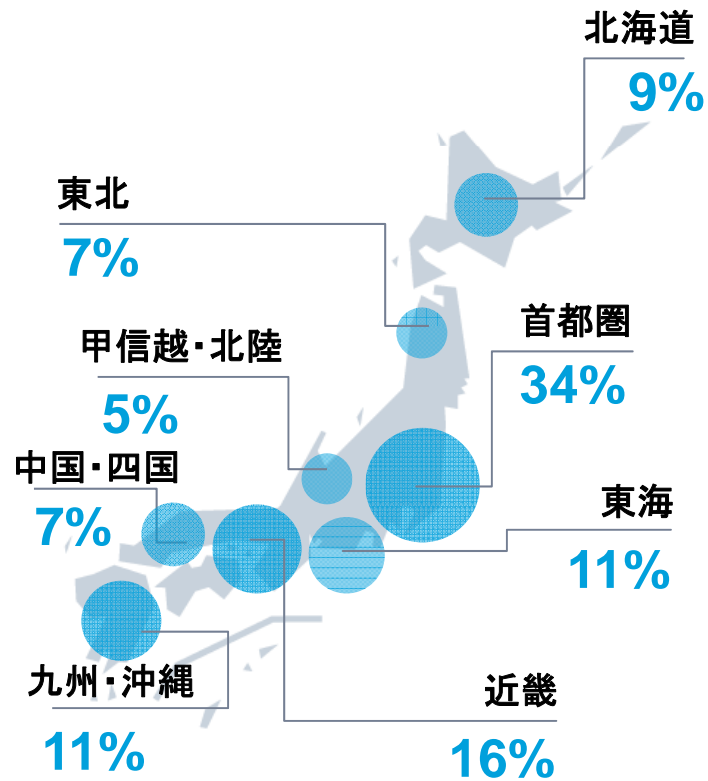 北海道
9%
東北
7%
首都圏
34%
甲信越・北陸
5%
中国・四国
7%
東海
11%
九州・沖縄
11%
近畿
16%